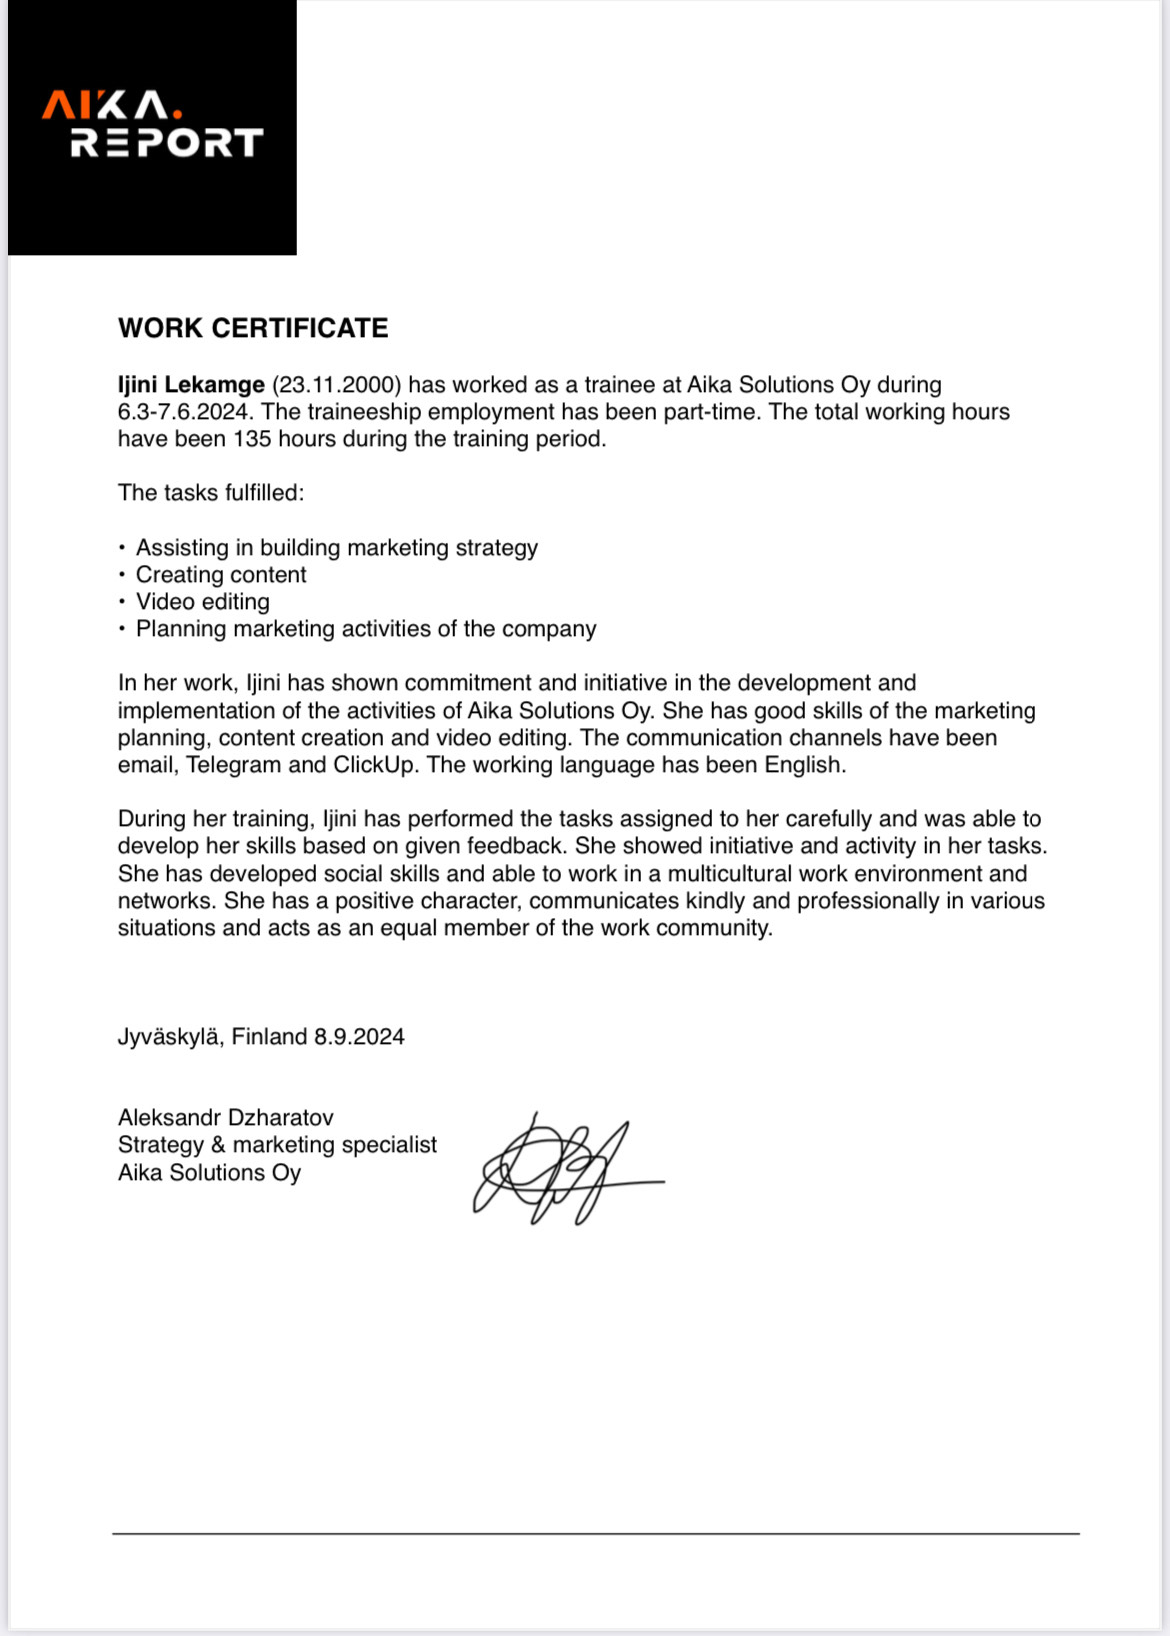 AIKA.
REPORT
WORK CERTIFICATE
Ijini Lekamge (23.11.2000) has worked as a trainee at Aika Solutions Oy during
6.3-7.6.2024. The traineeship employment has been part-time. The total working hours
have been 135 hours during the training period.
The tasks fulfilled:
• Assisting in building marketing strategy
• Creating content
• Video editing
• Planning marketing activities of the company
In her work, Ijini has shown commitment and initiative in the development and
implementation of the activities of Aika Solutions Oy. She has good skills of the marketing
planning, content creation and video editing. The communication channels have been
email, Telegram and ClickUp. The working language has been English.
During her training, Ijini has performed the tasks assigned to her carefully and was able to
develop her skills based on given feedback. She showed initiative and activity in her tasks.
She has developed social skills and able to work in a multicultural work environment and
networks. She has a positive character, communicates kindly and professionally in various
situations and acts as an equal member of the work community.
Jyväskylä, Finland 8.9.2024
Aleksandr Dzharatov
Strategy & marketing specialist
Aika Solutions Oy